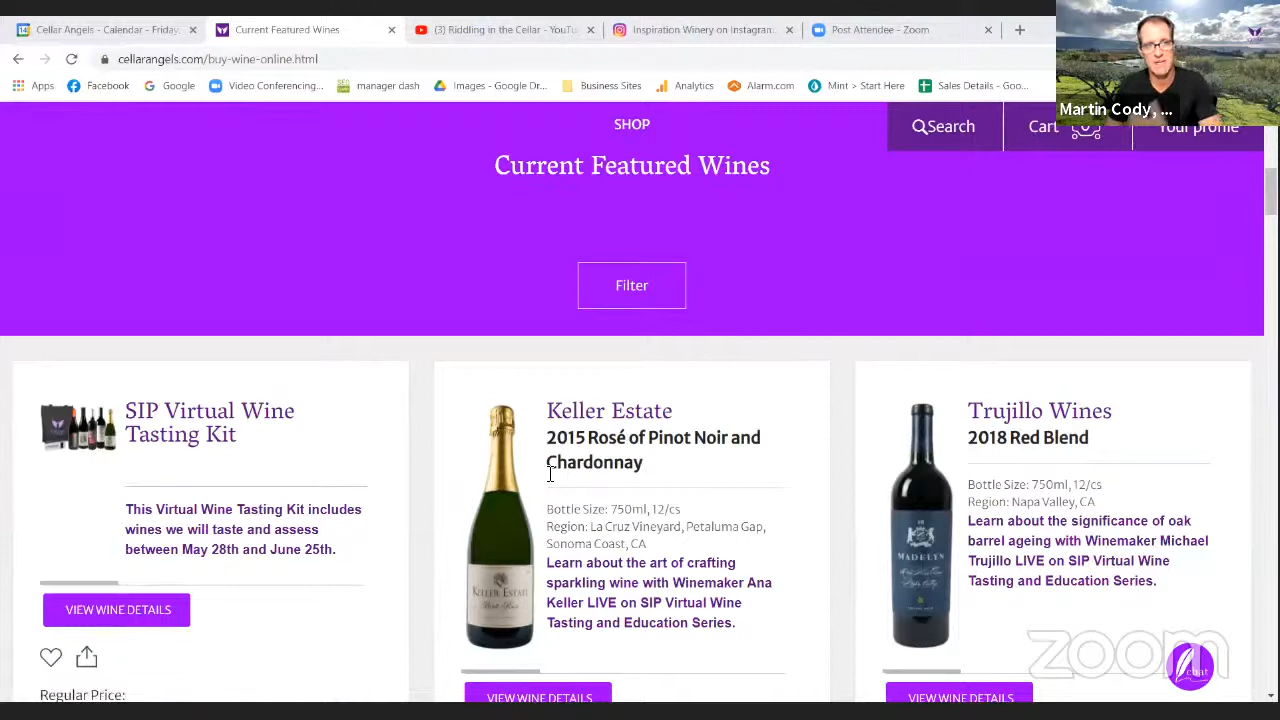 Cellar Angels - Calendar - Friday,
Current Featured Wines
(3) Riddling in the Cellar - YouTu
Inspiration Winery on Instagram
Post Attendee - Zoom
cellarangels.com/buy-wine-online.html
Apps
Facebook
Google
Video Conferencing...
manager dash
Images - Google Dr...
Business Sites
Analytics
Alarm.com
Mint > Start Here
Sales Details - Goo...
Martin Cody, ...
SHOP
Search
Cart
0
Your profile
Current Featured Wines
Filter
SIP Virtual Wine
Tasting Kit
This Virtual Wine Tasting Kit includes
wines we will taste and assess
between May 28th and June 25th.
VIEW WINE DETAILS
Regular Price:
Keller Estate
2015 Rosé of Pinot Noir and
Chardonnay
Bottle Size: 750ml, 12/cs
Region: La Cruz Vineyard, Petaluma Gap,
Sonoma Coast, CA
Learn about the art of crafting
sparkling wine with Winemaker Ana
Keller LIVE on SIP Virtual Wine
Tasting and Education Series.
VIEW WINE DETAILS
KELLER ESTATE
Trujillo Wines
2018 Red Blend
Bottle Size: 750ml, 12/cs
Region: Napa Valley, CA
Learn about the significance of oak
barrel ageing with Winemaker Michael
Trujillo LIVE on SIP Virtual Wine
Tasting and Education Series.
VIEW WINE DETAILS
MADELYN
zoom
chat